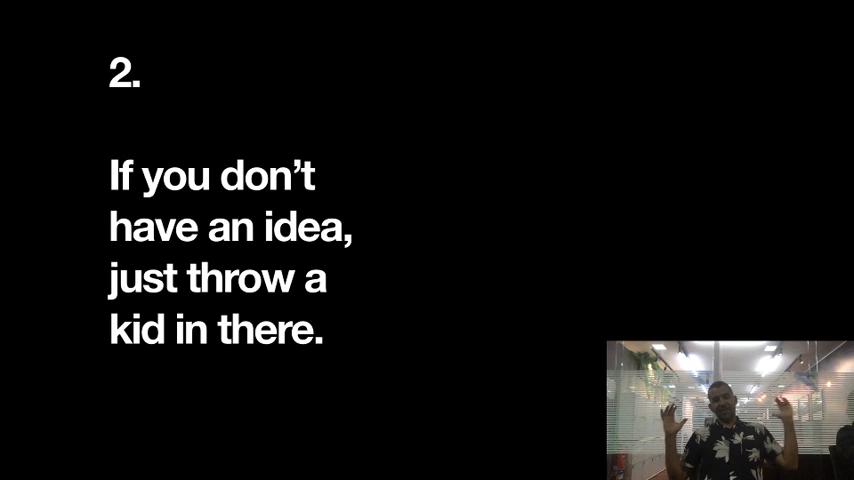 2.
If you don’t
have an idea,
just throw a
kid in there.